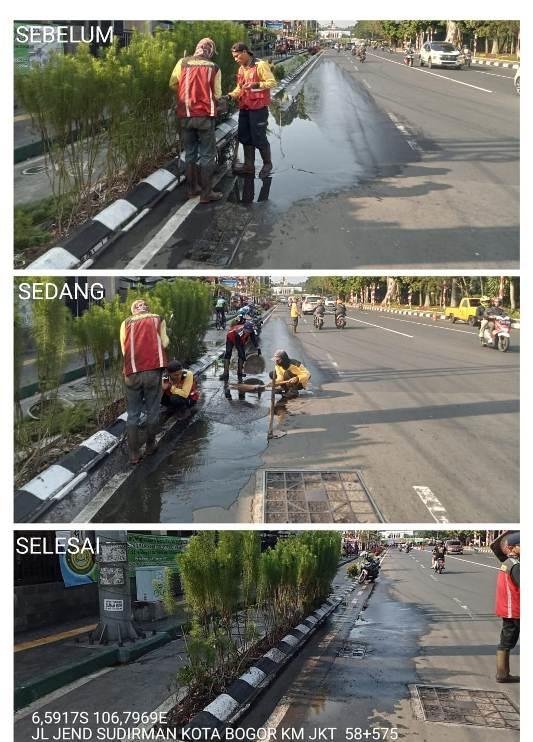 SEBELUM
SEDANG
SELESAI
6,5917S 106,7969E
JL JEND SUDIRMAN KOTA BOGOR KM JKT 58+575